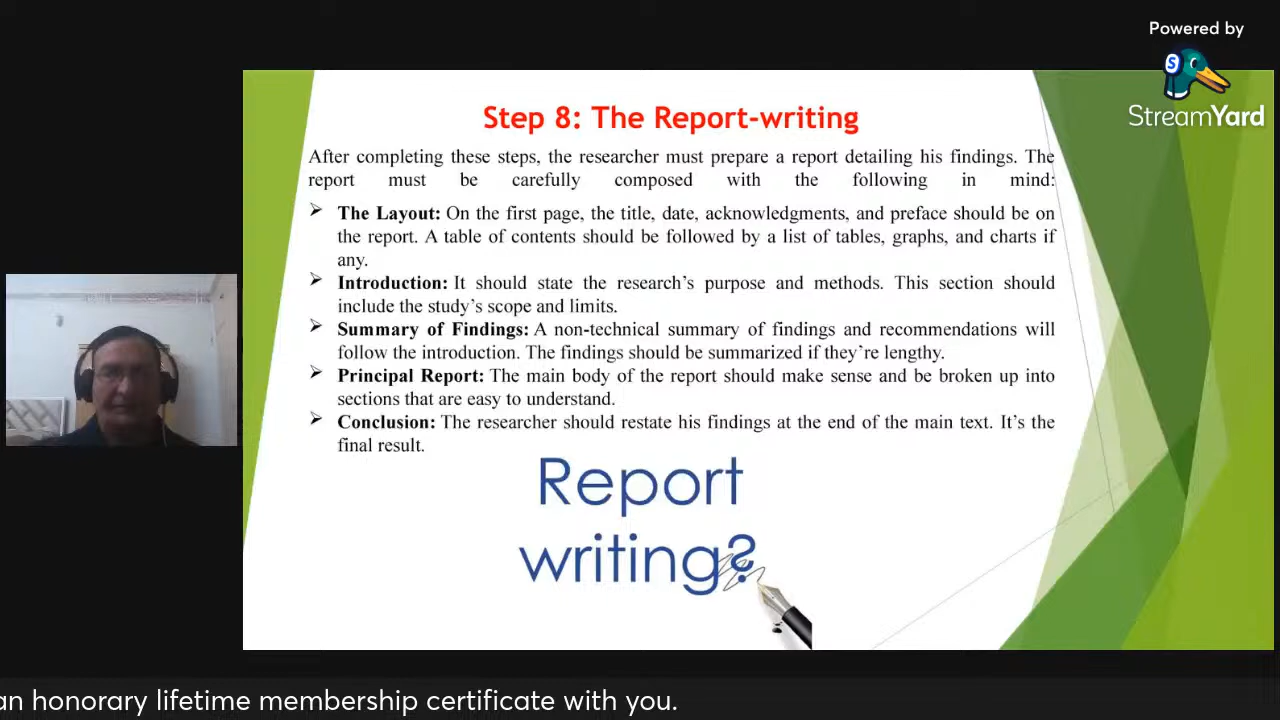 Powered by
StreamYard
Step 8: The Report-writing
After completing these steps, the researcher must prepare a report detailing his findings. The
report must be carefully composed with the following in mind:
➢ The Layout: On the first page, the title, date, acknowledgments, and preface should be on
the report. A table of contents should be followed by a list of tables, graphs, and charts if
any.
➢ Introduction: It should state the research’s purpose and methods. This section should
include the study’s scope and limits.
➢ Summary of Findings: A non-technical summary of findings and recommendations will
follow the introduction. The findings should be summarized if they’re lengthy.
➢ Principal Report: The main body of the report should make sense and be broken up into
sections that are easy to understand.
➢ Conclusion: The researcher should restate his findings at the end of the main text. It’s the
final result.
Report
writing?
an honorary lifetime membership certificate with you.